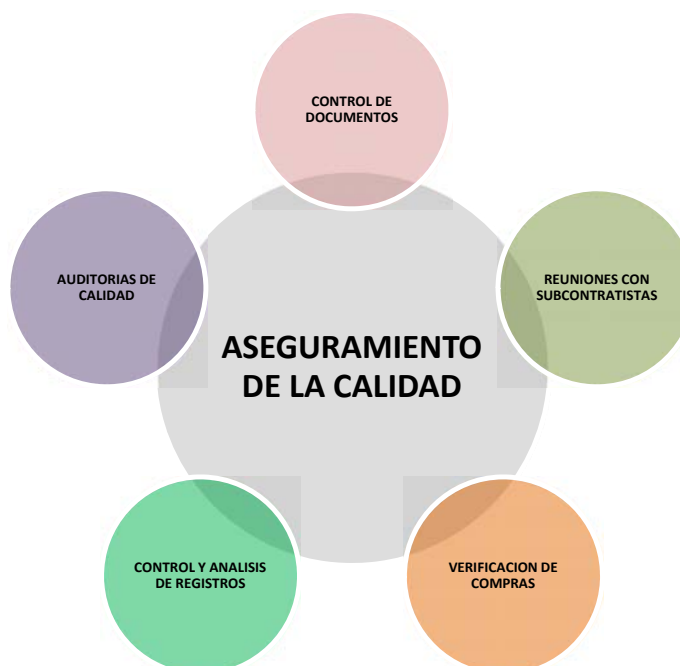 CONTROL DE
DOCUMENTOS
AUDITORIAS DE
CALIDAD
REUNIONES CON
SUBCONTRATISTAS
ASEGURAMIENTO
DE LA CALIDAD
CONTROL Y ANALISIS
DE REGISTROS
VERIFICACION DE
COMPRAS